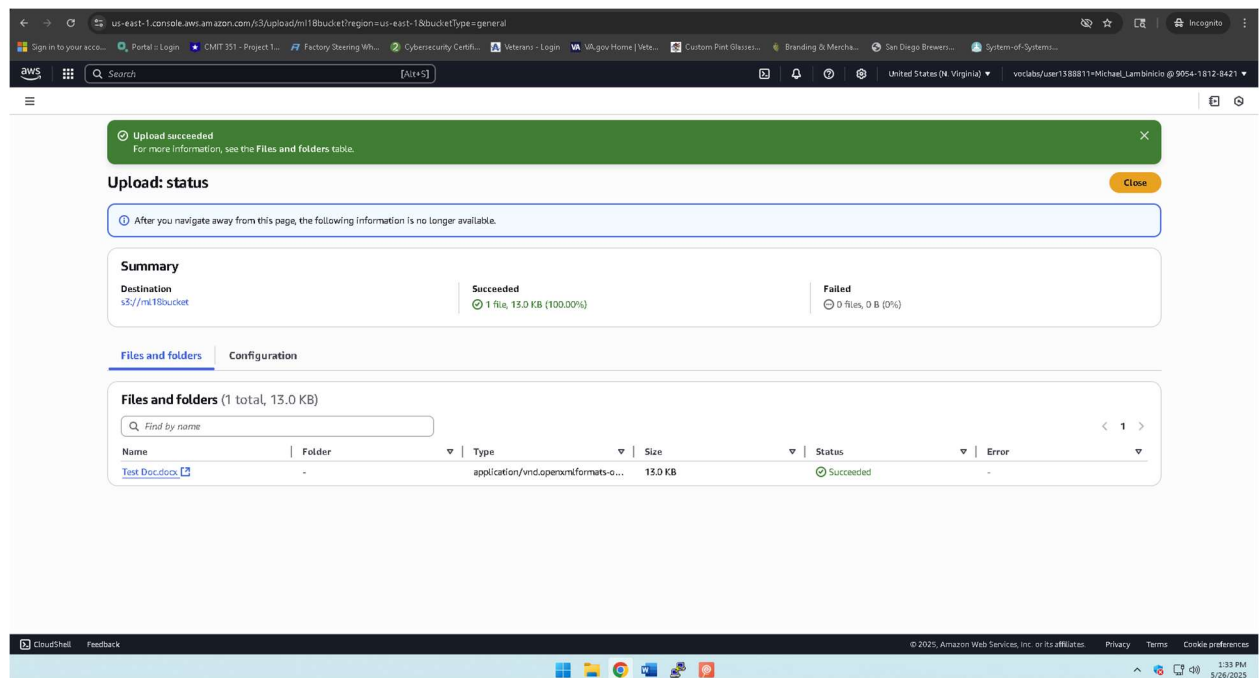 us-east-1.console.aws.amazon.com/s3/upload/ml18bucket?region=us-east-1&bucketType=general
Incognito
Sign in to your acco... Portal :: Login CMIT 351 - Project 1... Factory Steering Wh... Cybersecurity Certifi... Veterans - Login VA.gov Home | Vete... Custom Pint Glasses... Branding & Mercha... San Diego Brewers... System-of-Systems...
aws Search [Alt+S] United States (N. Virginia) ▼ voclabs/user1388811=Michael_Lambinicio @ 9054-1812-8421 ▼
Upload succeeded
For more information, see the Files and folders table.
Upload: status
Close
After you navigate away from this page, the following information is no longer available.
Summary
Destination Succeeded Failed
s3://ml18bucket 1 file, 13.0 KB (100.00%) 0 files, 0 B (0%)
Files and folders Configuration
Files and folders (1 total, 13.0 KB)
Find by name < 1 >
Name Folder Type Size Status Error
Test Doc.docx - application/vnd.openxmlformats-o... 13.0 KB Succeeded -
CloudShell Feedback © 2025, Amazon Web Services, Inc. or its affiliates. Privacy Terms Cookie preferences
1:33 PM
5/26/2025